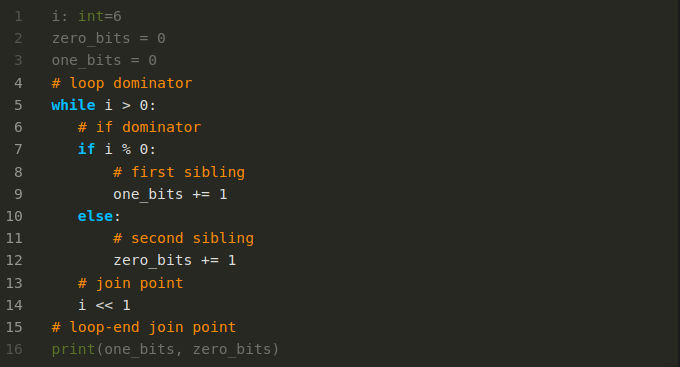 1 i: int=6
2 zero_bits = 0
3 one_bits = 0
4 # loop dominator
5 while i > 0:
6 # if dominator
7 if i % 0:
8 # first sibling
9 one_bits += 1
10 else:
11 # second sibling
12 zero_bits += 1
13 # join point
14 i << 1
15 # loop-end join point
16 print(one_bits, zero_bits)